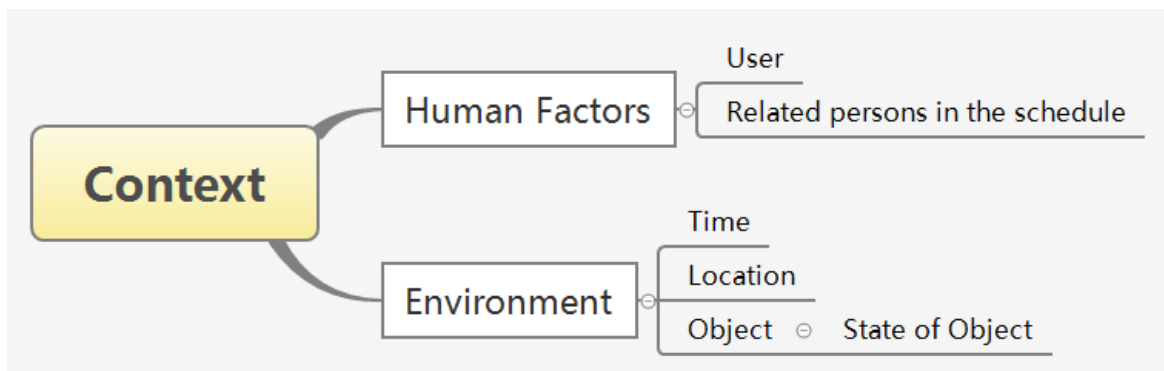 Context
Human Factors
User
Related persons in the schedule
Environment
Time
Location
Object
State of Object